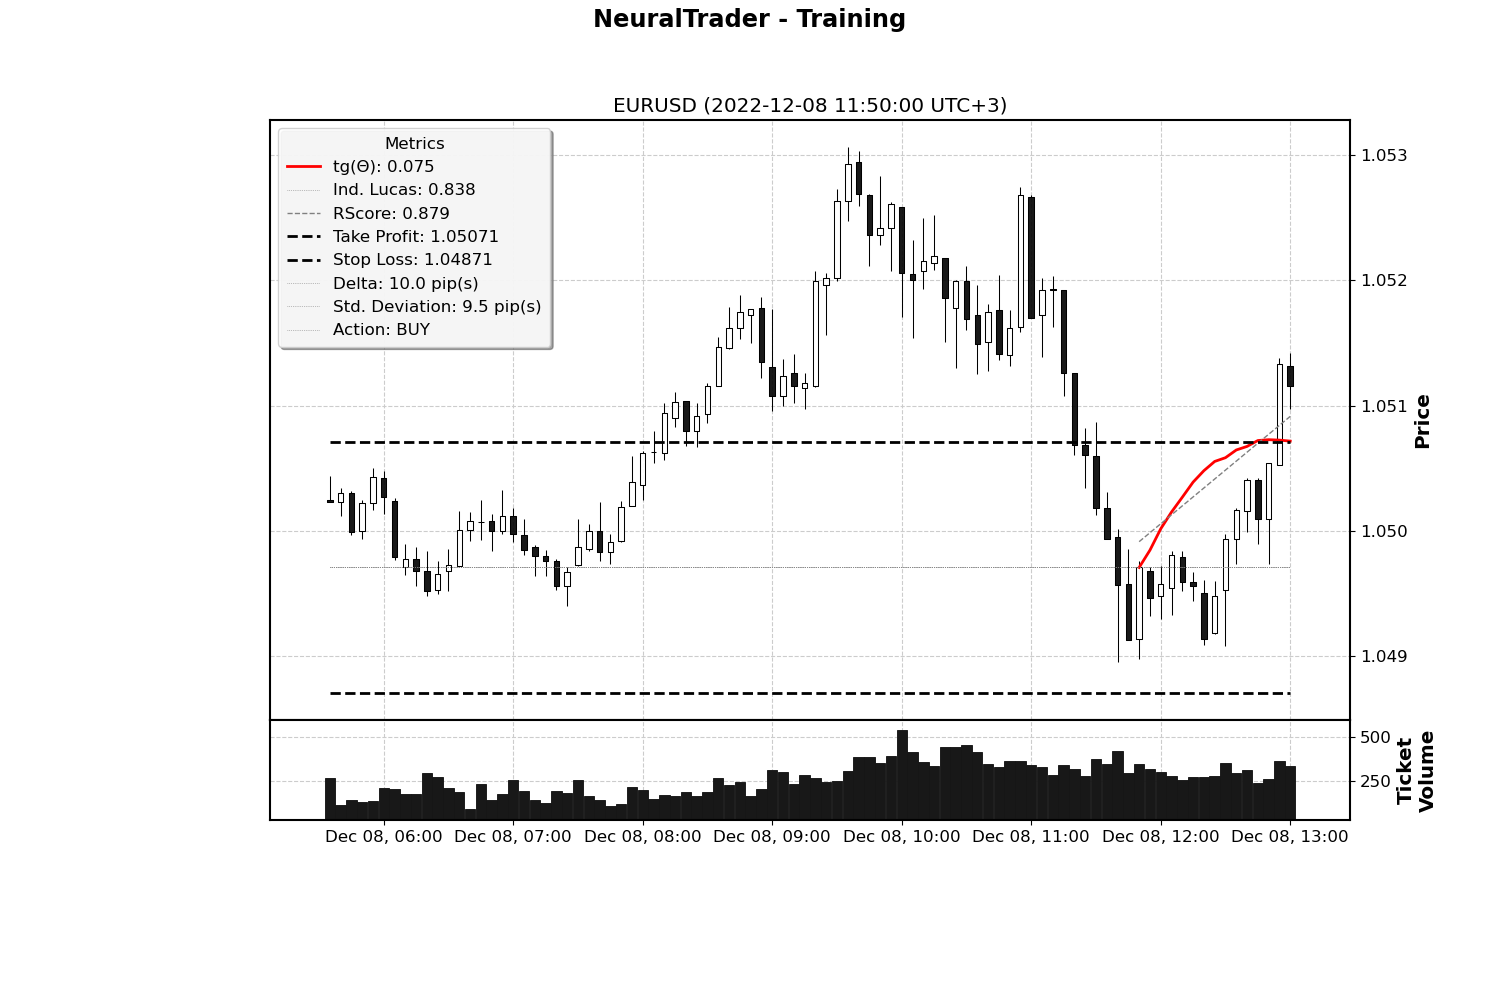 NeuralTrader - Training
EURUSD (2022-12-08 11:50:00 UTC+3)
Metrics
tg(Θ): 0.075
Ind. Lucas: 0.838
RScore: 0.879
Take Profit: 1.05071
Stop Loss: 1.04871
Delta: 10.0 pip(s)
Std. Deviation: 9.5 pip(s)
Action: BUY
1.053
1.052
1.051
1.050
1.049
Price
500
250
Ticket
Volume
Dec 08, 06:00
Dec 08, 07:00
Dec 08, 08:00
Dec 08, 09:00
Dec 08, 10:00
Dec 08, 11:00
Dec 08, 12:00
Dec 08, 13:00